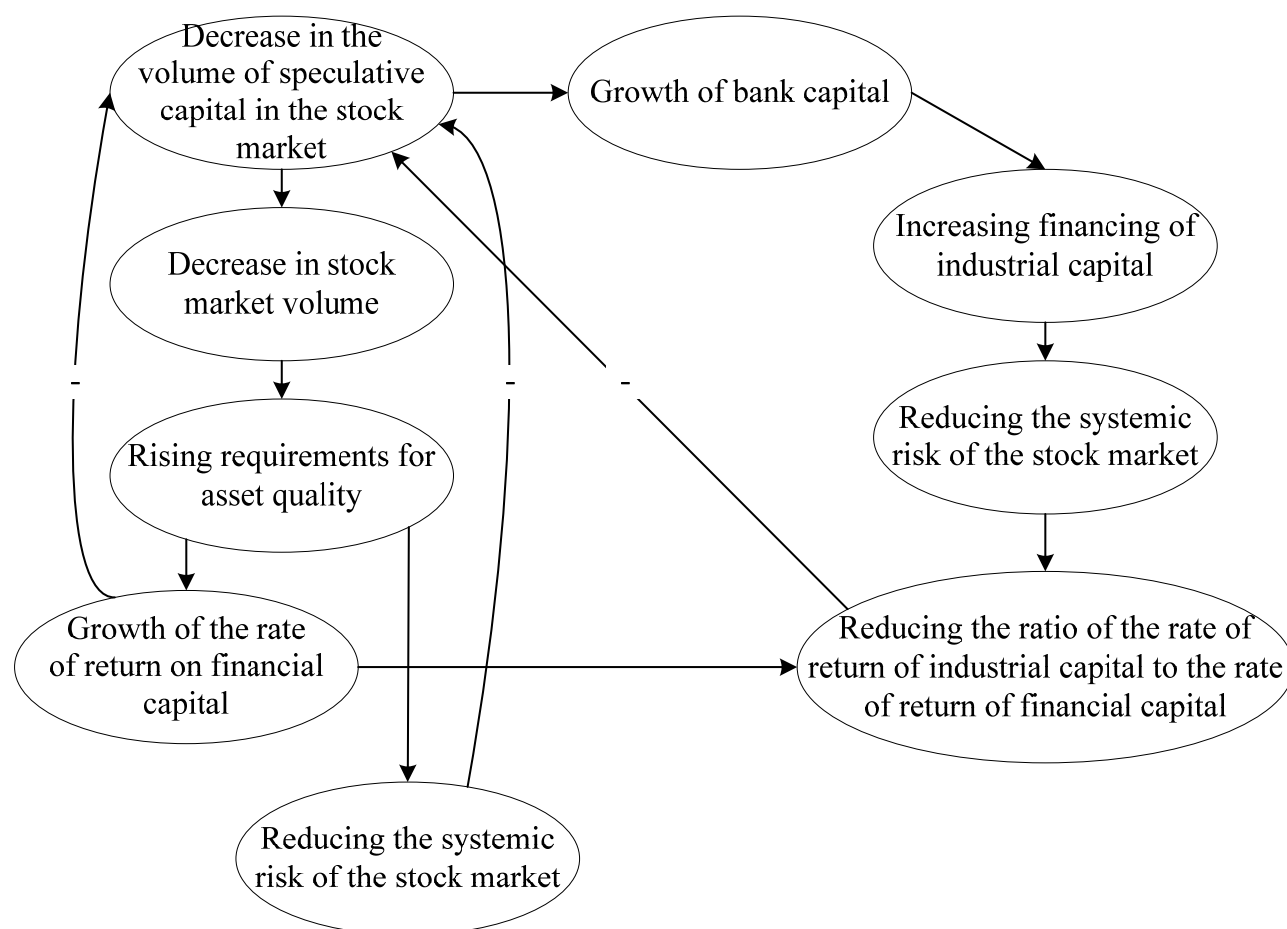 Decrease in the
volume of speculative
capital in the stock
market
Growth of bank capital
Increasing financing of
industrial capital
Decrease in stock
market volume
-
-
-
Rising requirements for
asset quality
Reducing the systemic
risk of the stock market
Growth of the rate
of return on financial
capital
Reducing the ratio of the rate of
return of industrial capital to the rate
of return of financial capital
Reducing the systemic
risk of the stock market